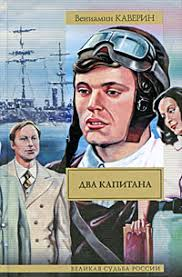 Вениамин КАВЕРИН
ДВА КАПИТАНА
ВЕЛИКАЯ СУДЬБА РОССИИ